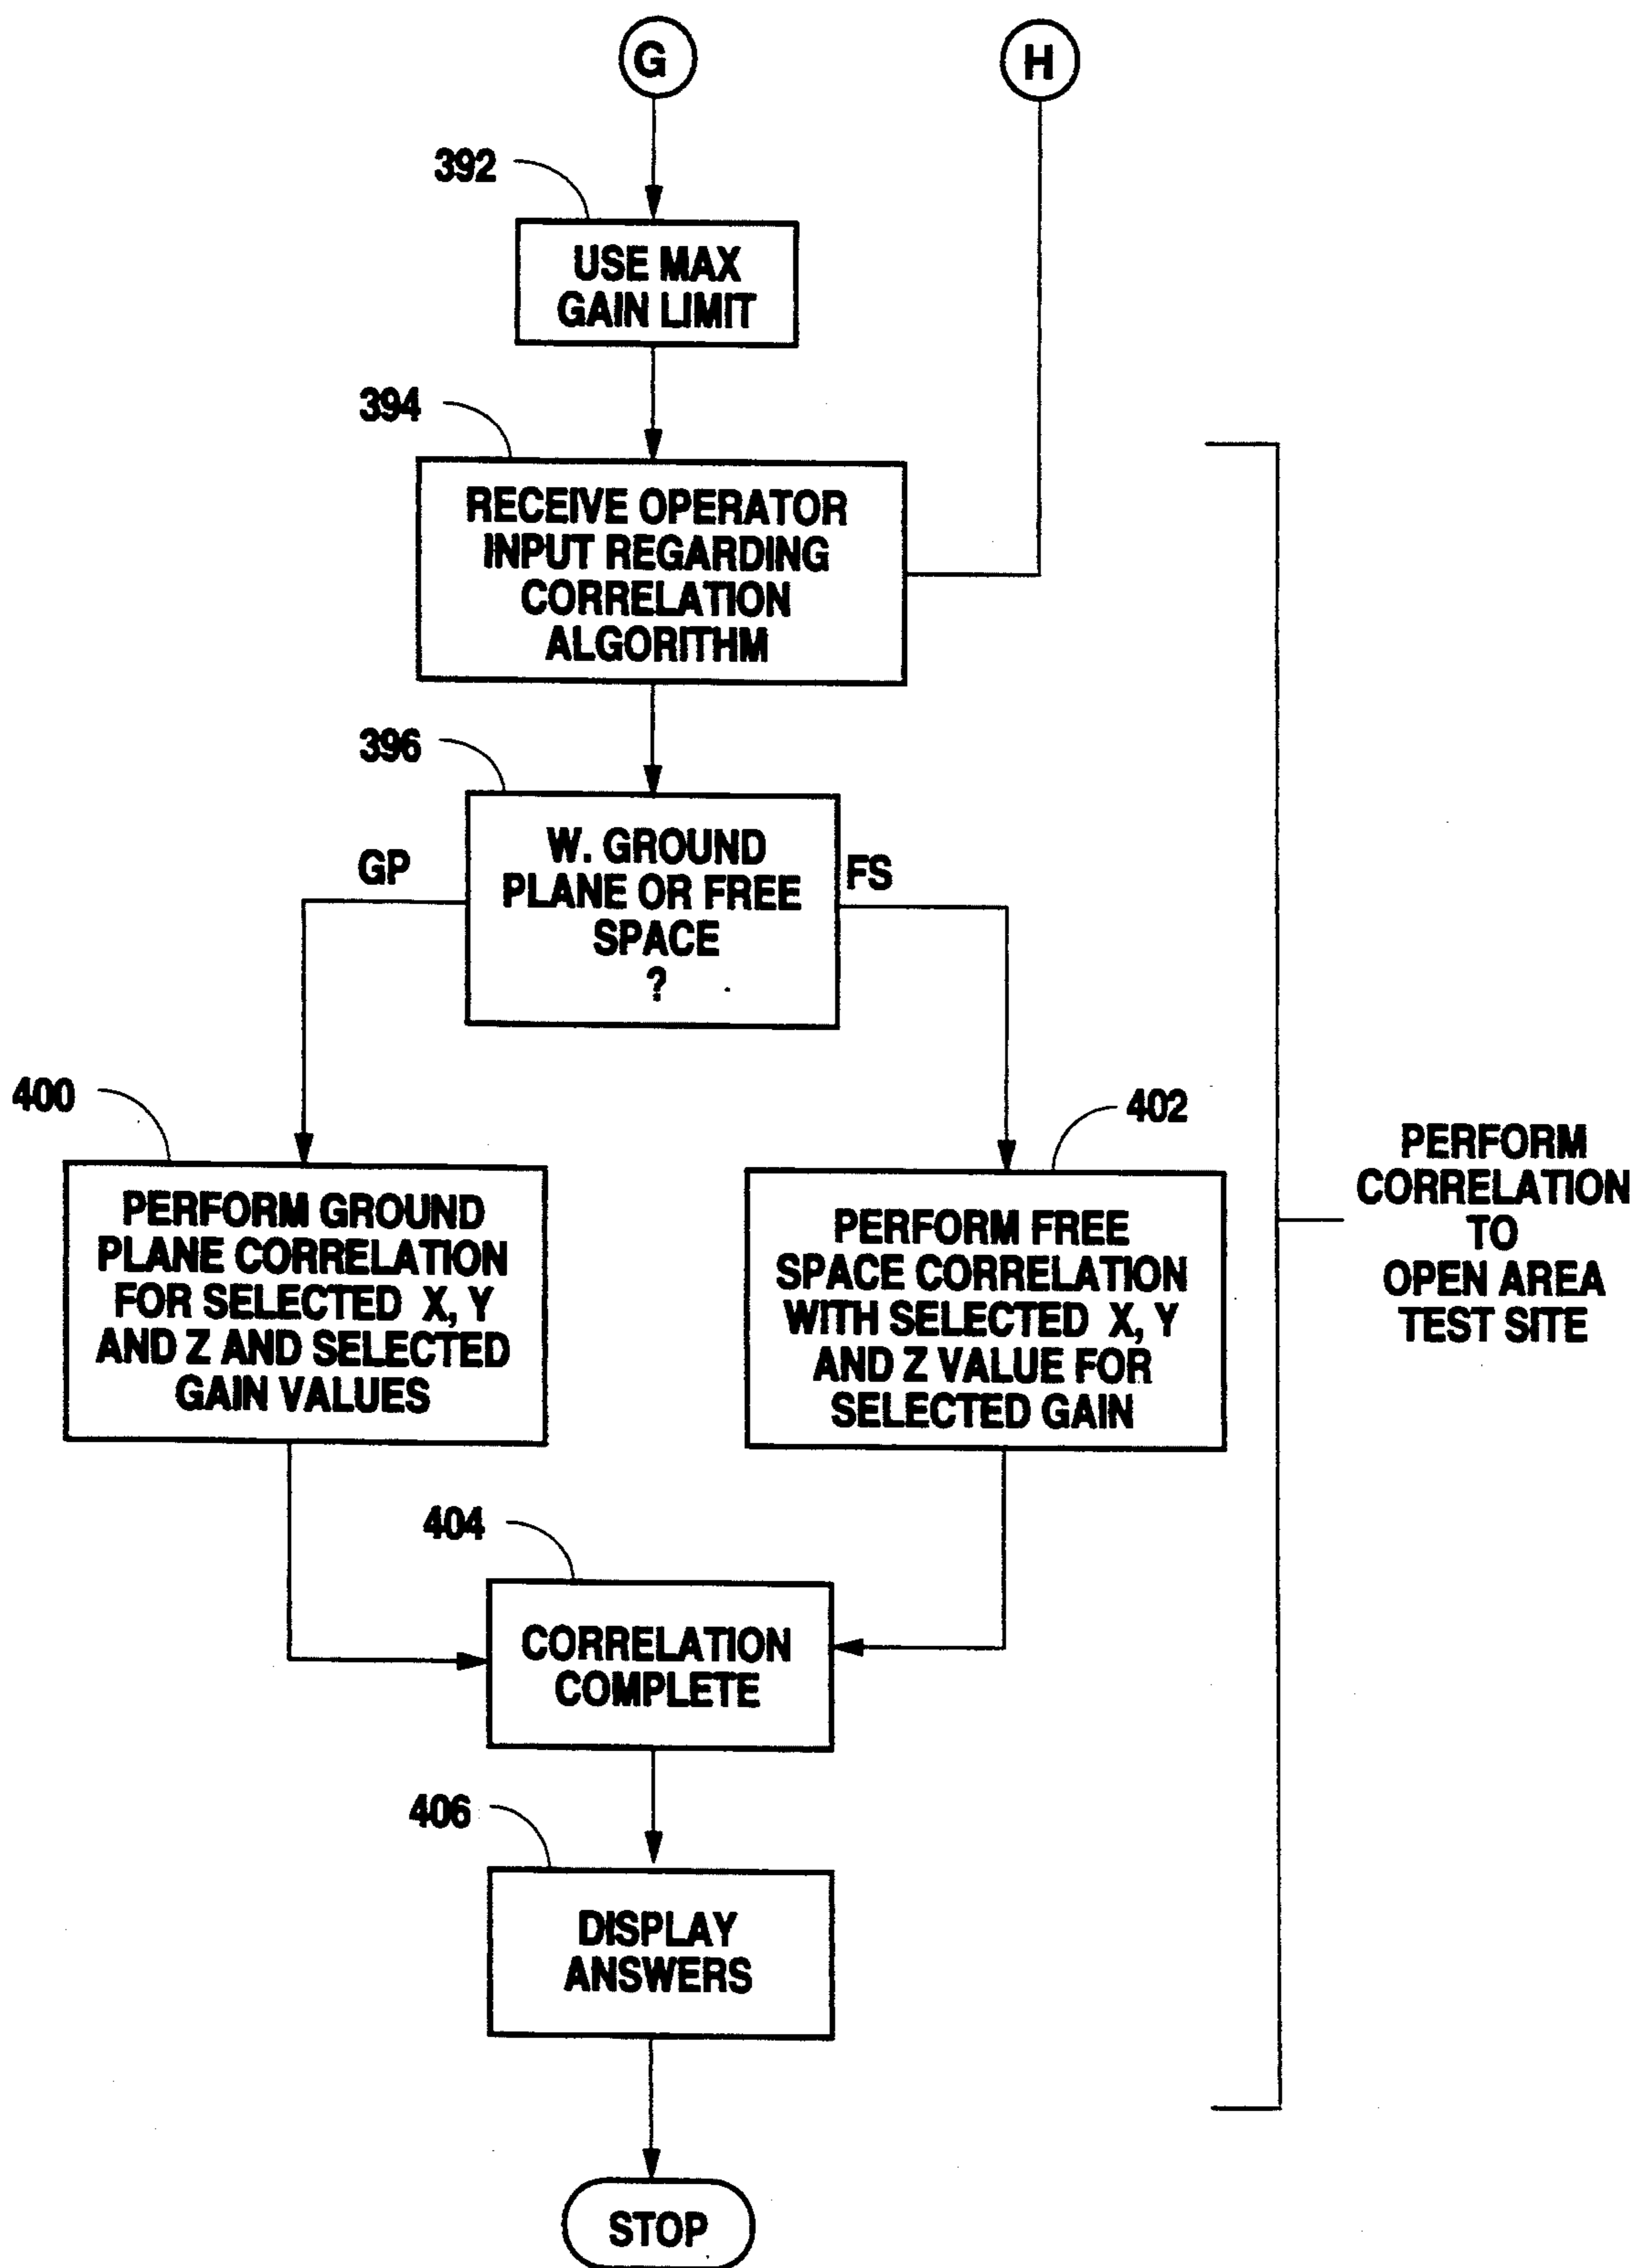 G
H
392
USE MAX
GAIN LIMIT
394
RECEIVE OPERATOR
INPUT REGARDING
CORRELATION
ALGORITHM
396
W. GROUND
PLANE OR FREE
SPACE
?
GP
FS
400
PERFORM GROUND
PLANE CORRELATION
FOR SELECTED X, Y
AND Z AND SELECTED
GAIN VALUES
402
PERFORM FREE
SPACE CORRELATION
WITH SELECTED X, Y
AND Z VALUE FOR
SELECTED GAIN
PERFORM
CORRELATION
TO
OPEN AREA
TEST SITE
404
CORRELATION
COMPLETE
406
DISPLAY
ANSWERS
STOP